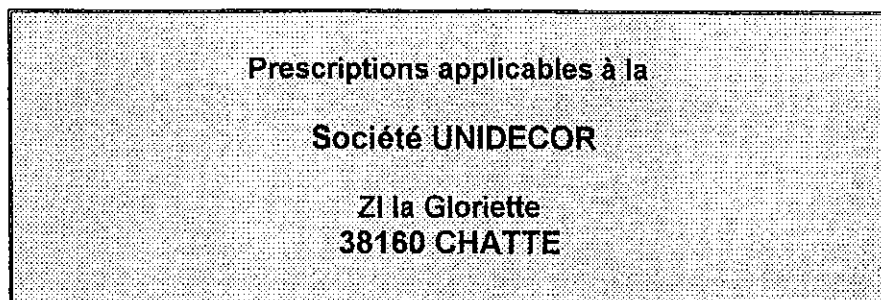 Prescriptions applicables à la
Société UNIDECOR
ZI la Gloriette
38160 CHATTE